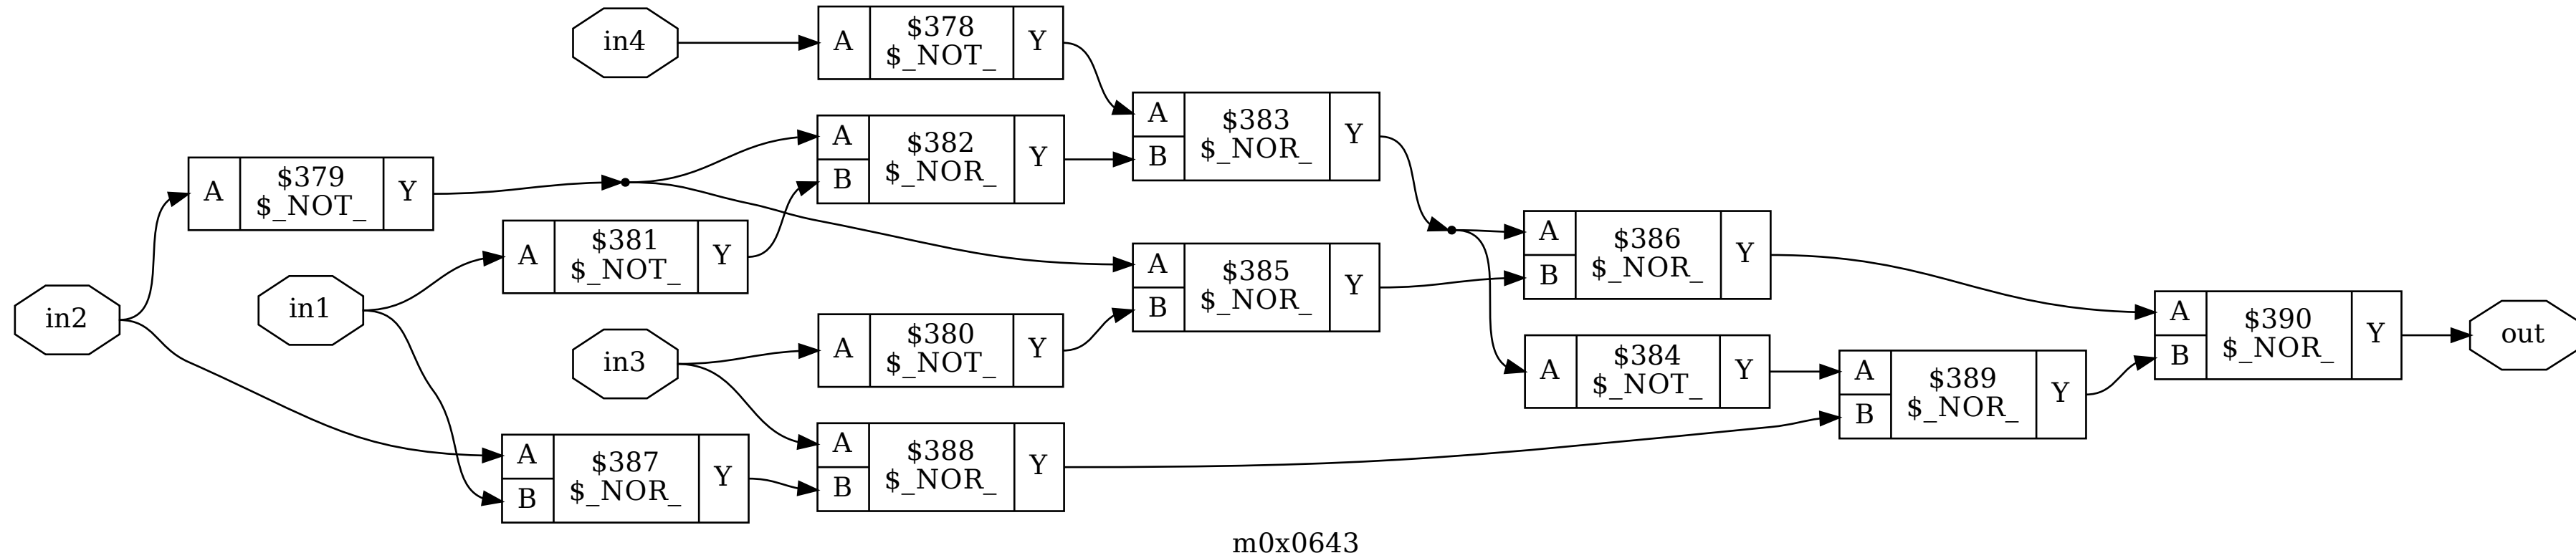 in4
A
$378
$_NOT_
Y
A
B
$383
$_NOR_
Y
A
B
$382
$_NOR_
Y
A
$379
$_NOT_
Y
A
$381
$_NOT_
Y
A
B
$386
$_NOR_
Y
A
B
$385
$_NOR_
Y
in2
in1
in3
A
$380
$_NOT_
Y
A
$384
$_NOT_
Y
A
B
$390
$_NOR_
Y
out
A
B
$389
$_NOR_
Y
A
B
$387
$_NOR_
Y
A
B
$388
$_NOR_
Y
m0x0643